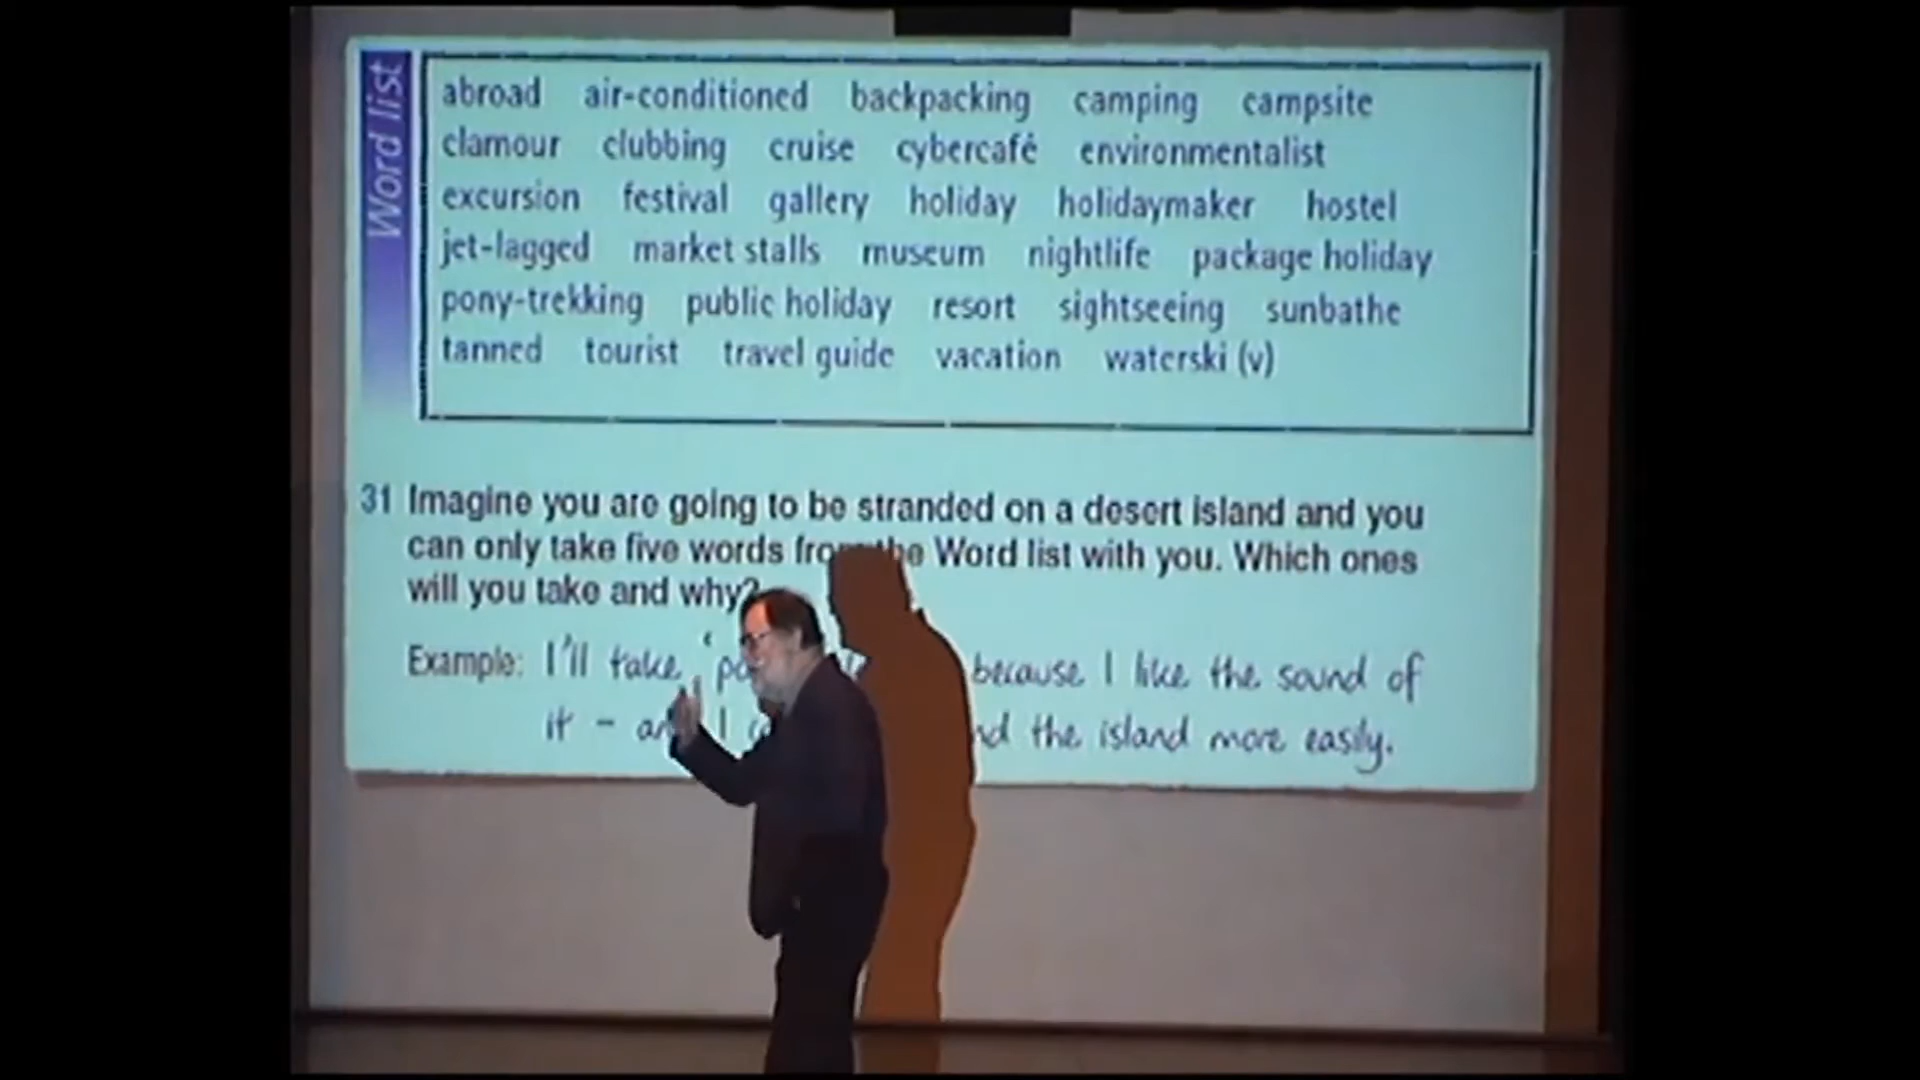 Word list
abroad air-conditioned backpacking camping campsite
clamour clubbing cruise cybercafé environmentalist
excursion festival gallery holiday holidaymaker hostel
jet-lagged market stalls museum nightlife package holiday
pony-trekking public holiday resort sightseeing sunbathe
tanned tourist travel guide vacation waterski (v)
31 Imagine you are going to be stranded on a desert island and you
can only take five words the Word list with you. Which ones
will you take and why?
Example: I'll take because I like the sound of
it - I the island more easily.